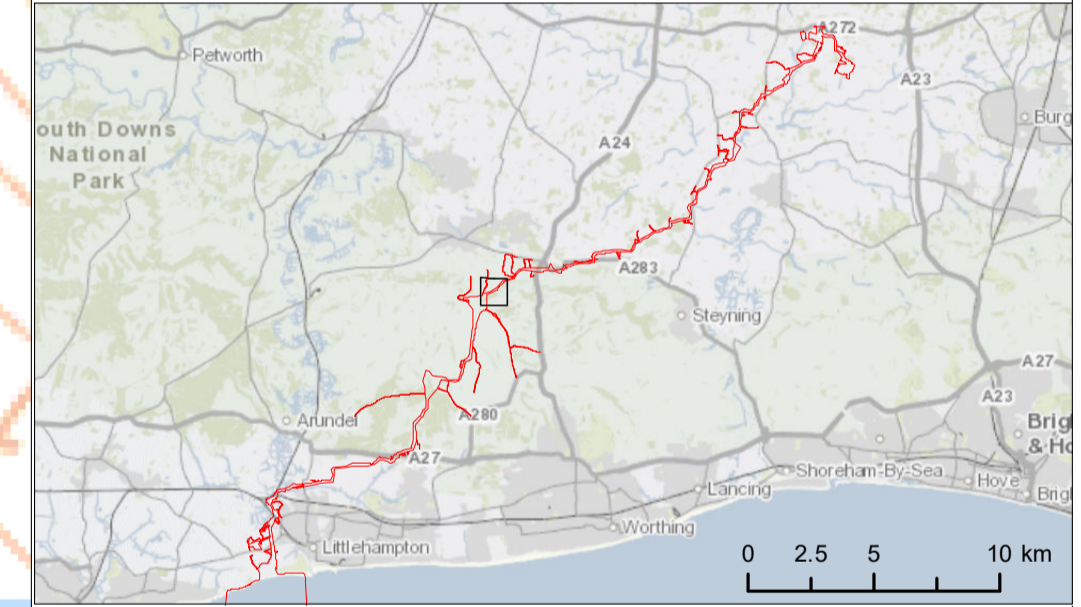 A272
Petworth
A23
Burg
outh Downs
National
Park
A24
A283
Steyning
A27
A23
Arundel
A280
Brig
& Ho
A27
Shoreham-By-Sea
Hove
Lancing
Brig
Worthing
Littlehampton
0 2.5 5 10 km